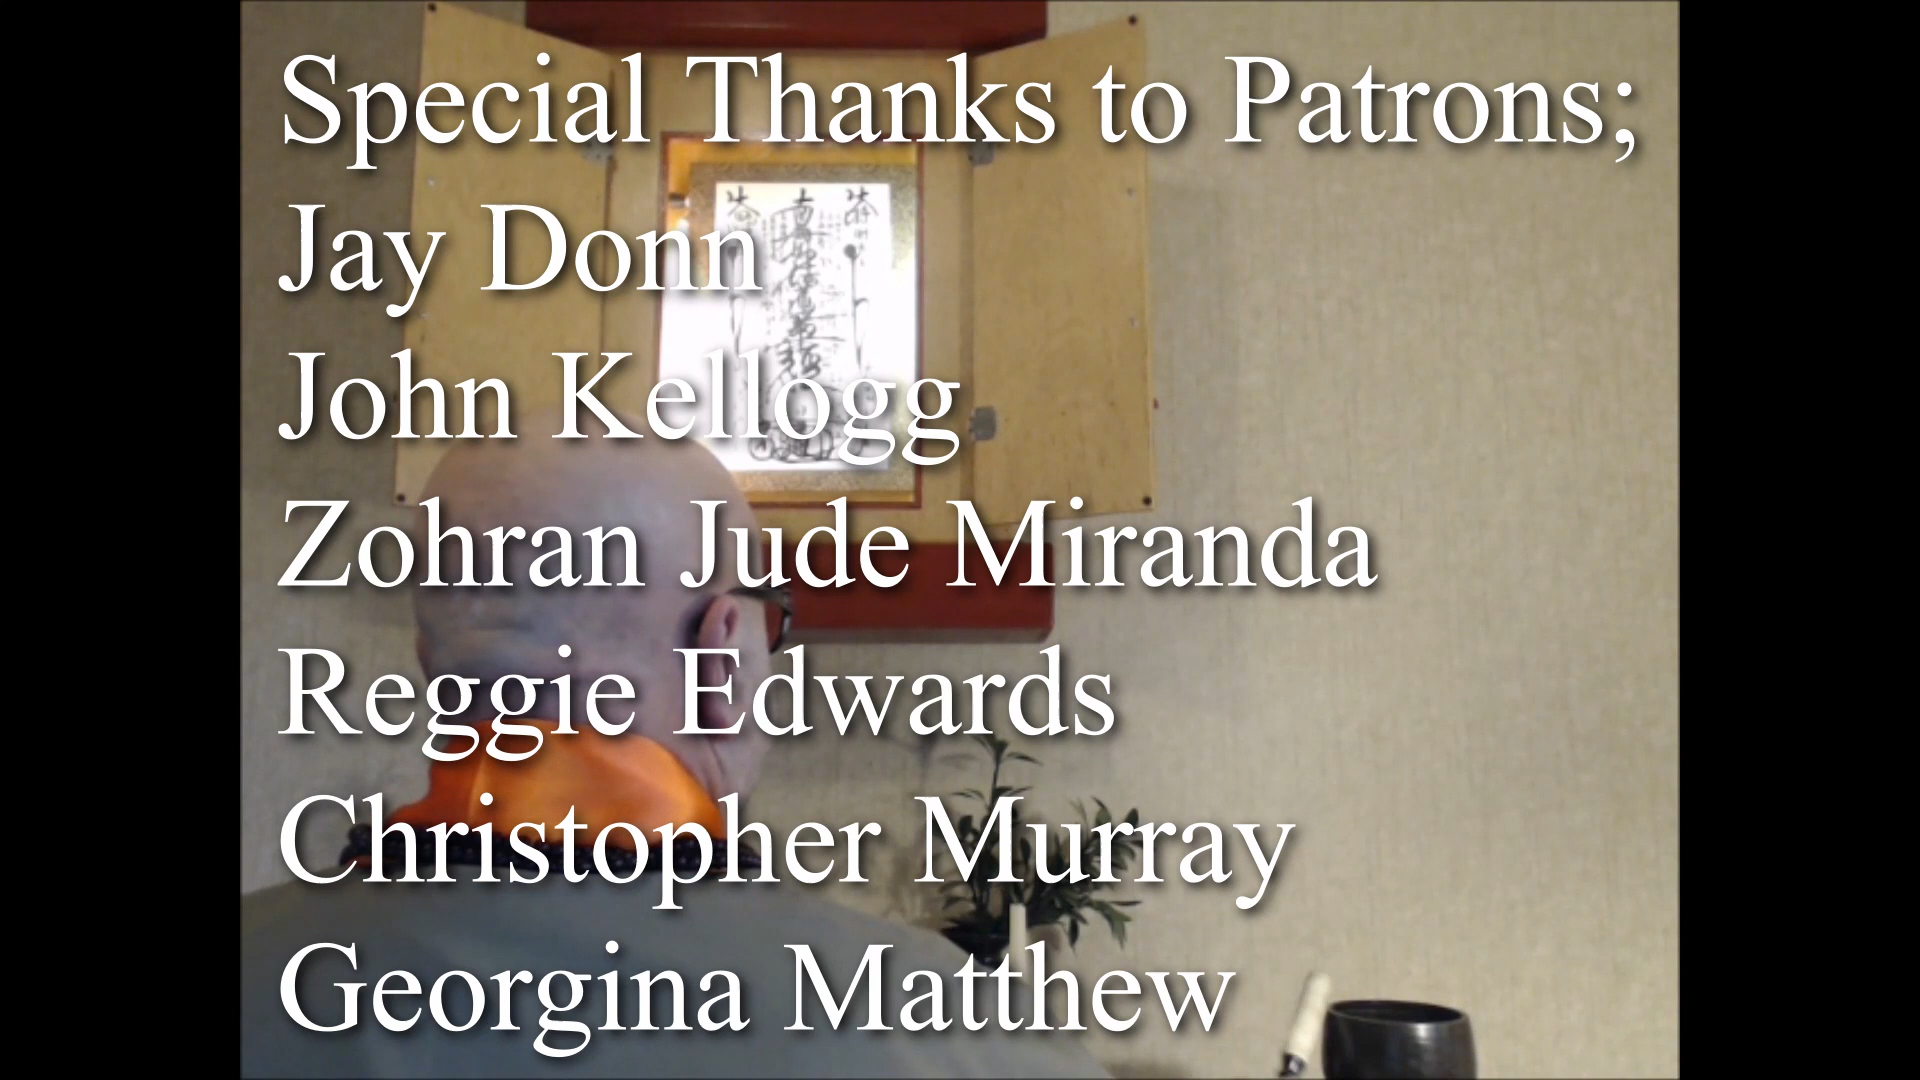 Special Thanks to Patrons;
Jay Donn
John Kellogg
Zohran Jude Miranda
Reggie Edwards
Christopher Murray
Georgina Matthew